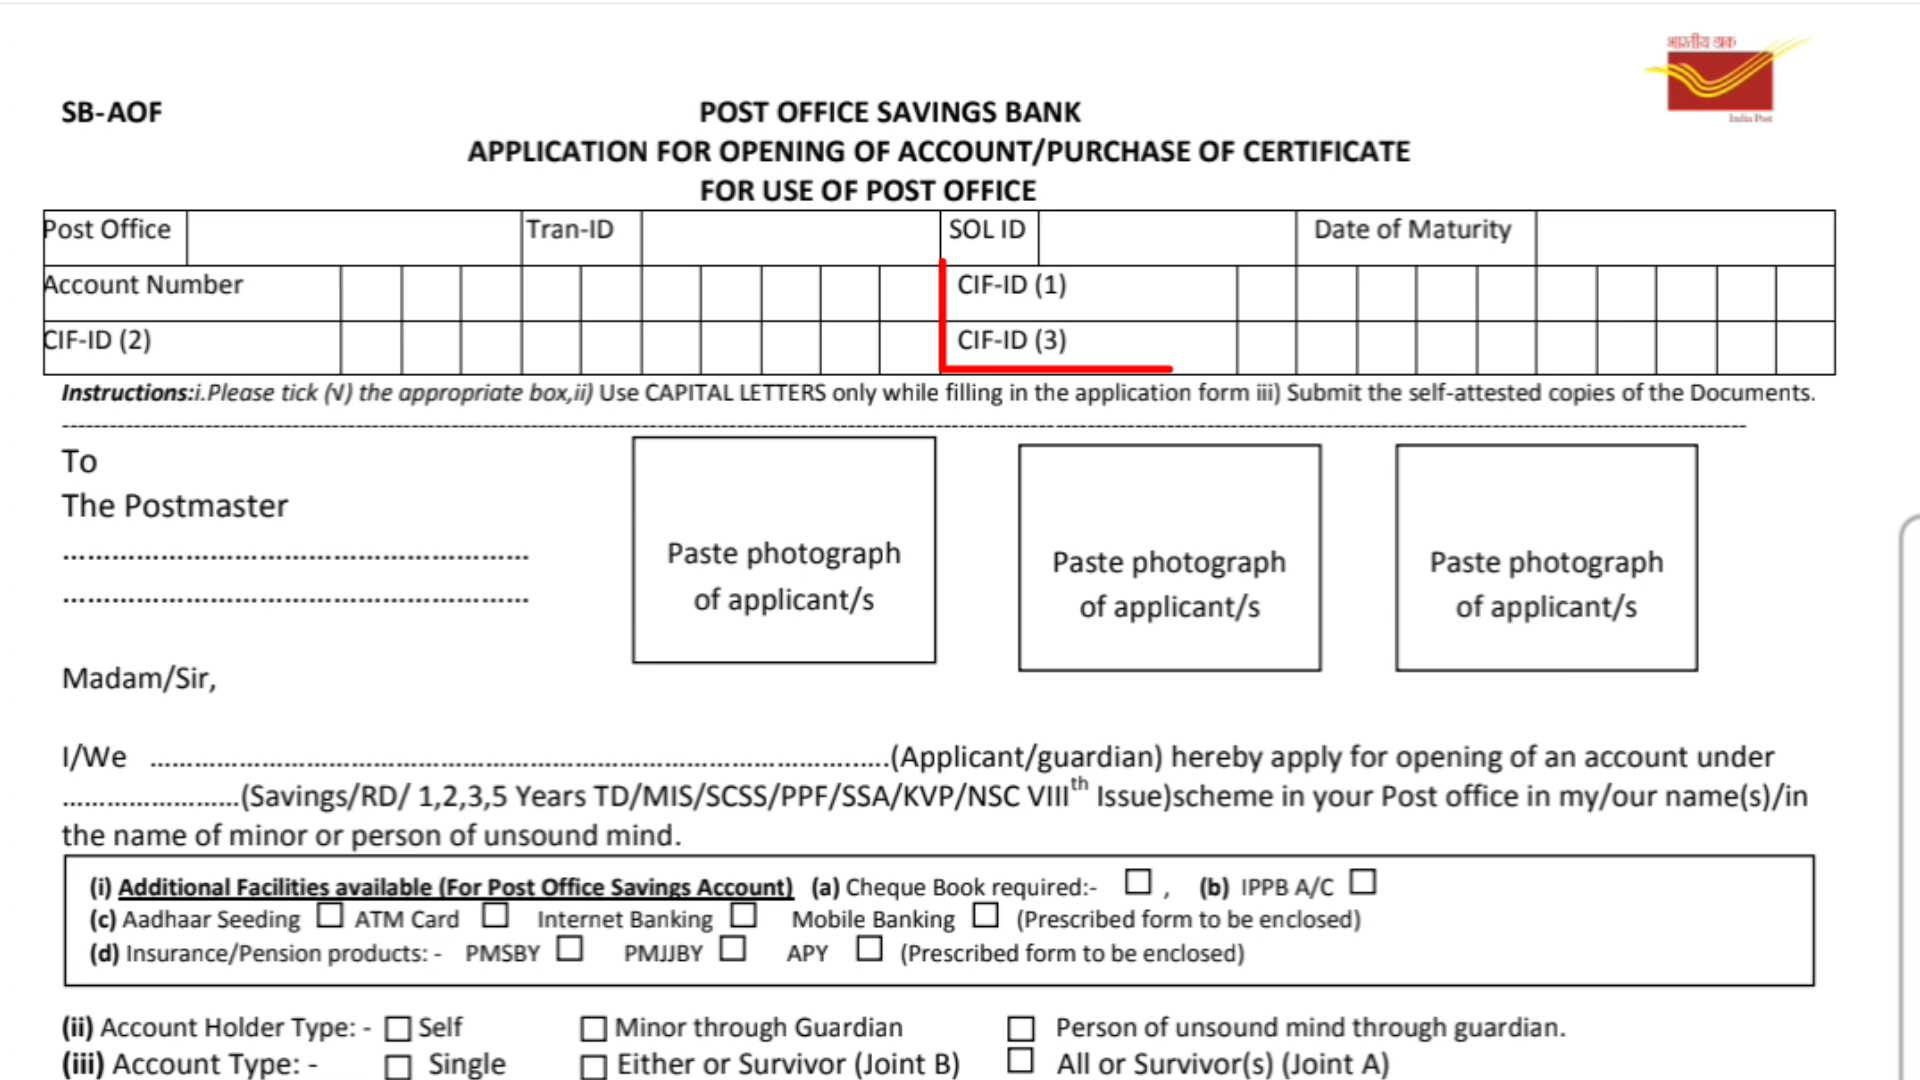 भारतीय डाक
India Post
SB-AOF
POST OFFICE SAVINGS BANK
APPLICATION FOR OPENING OF ACCOUNT/PURCHASE OF CERTIFICATE
FOR USE OF POST OFFICE
Post Office Tran-ID SOL ID Date of Maturity
Account Number CIF-ID (1)
CIF-ID (2) CIF-ID (3)
Instructions:i.Please tick (√) the appropriate box,ii) Use CAPITAL LETTERS only while filling in the application form iii) Submit the self-attested copies of the Documents.
To
The Postmaster
Paste photograph
of applicant/s
Paste photograph
of applicant/s
Paste photograph
of applicant/s
Madam/Sir,
I/We ........................................................................................(Applicant/guardian) hereby apply for opening of an account under
......................(Savings/RD/ 1,2,3,5 Years TD/MIS/SCSS/PPF/SSA/KVP/NSC VIIIth Issue)scheme in your Post office in my/our name(s)/in
the name of minor or person of unsound mind.
(i) Additional Facilities available (For Post Office Savings Account) (a) Cheque Book required:- ☐ , (b) IPPB A/C ☐
(c) Aadhaar Seeding ☐ ATM Card ☐ Internet Banking ☐ Mobile Banking ☐ (Prescribed form to be enclosed)
(d) Insurance/Pension products: - PMSBY ☐ PMJJBY ☐ APY ☐ (Prescribed form to be enclosed)
(ii) Account Holder Type: - ☐ Self ☐ Minor through Guardian ☐ Person of unsound mind through guardian.
(iii) Account Type: - ☐ Single ☐ Either or Survivor (Joint B) ☐ All or Survivor(s) (Joint A)